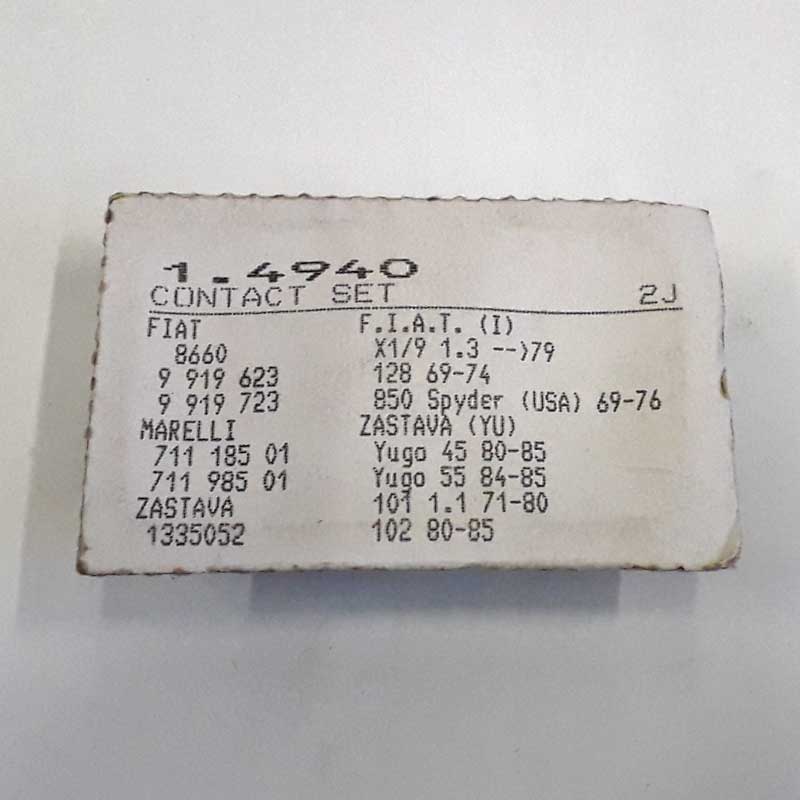 1.4940
CONTACT SET 2J
FIAT F.I.A.T. (I)
8660 X1/9 1.3 -->79
9 919 623 128 69-74
9 919 723 850 Spyder (USA) 69-76
MARELLI ZASTAVA (YU)
711 185 01 Yugo 45 80-85
711 985 01 Yugo 55 84-85
ZASTAVA 101 1.1 71-80
1335052 102 80-85